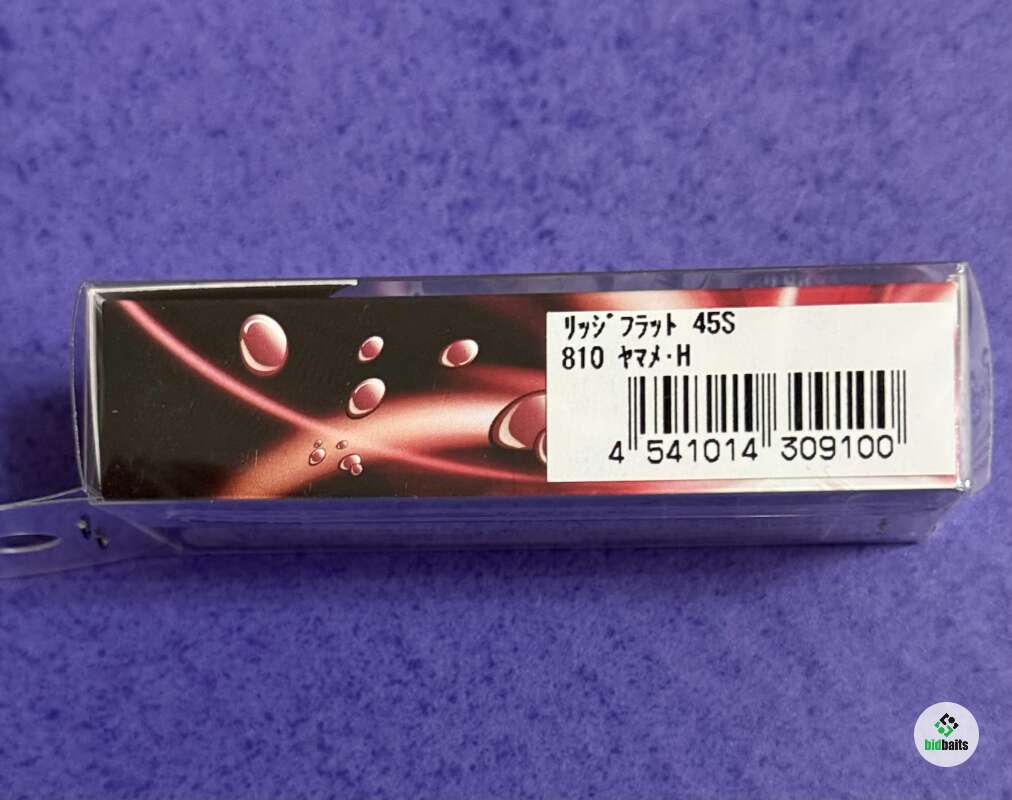 ﾘｯｼﾞﾌﾗｯﾄ 45S
810 ﾔﾏﾒ･H
4 541014 309100
bidbaits